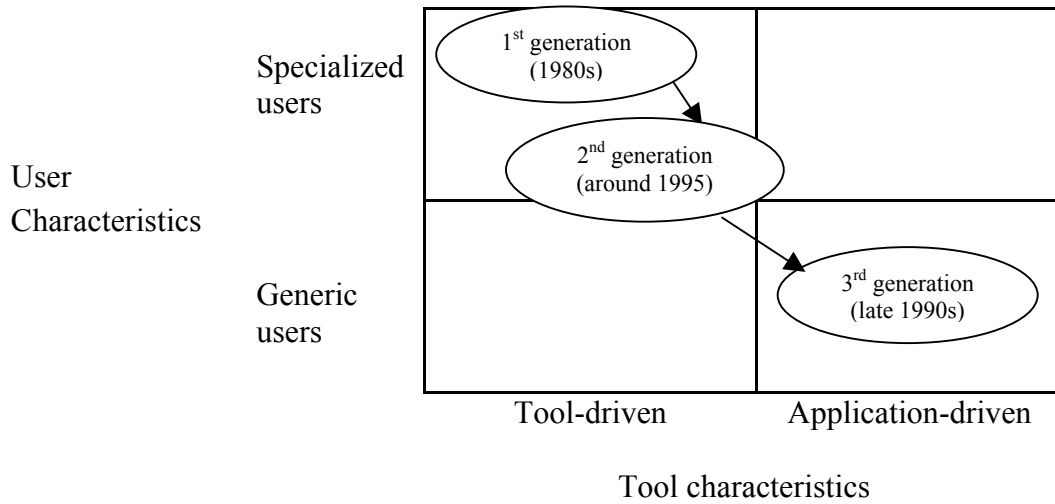 1st generation
(1980s)
Specialized
users
2nd generation
(around 1995)
User
Characteristics
3rd generation
(late 1990s)
Generic
users
Tool-driven
Application-driven
Tool characteristics